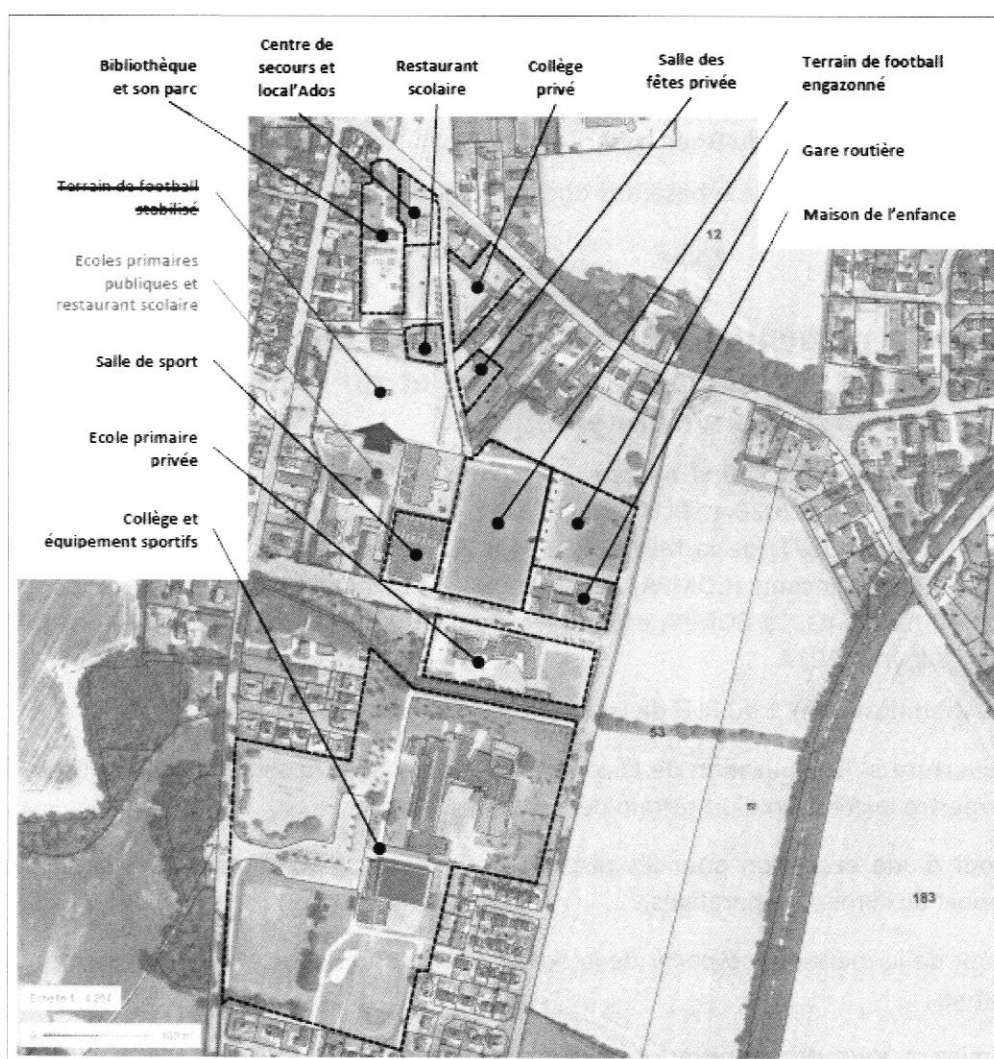 Bibliothèque
et son parc
Centre de
secours et
local'Ados
Restaurant
scolaire
Collège
privé
Salle des
fêtes privée
Terrain de football
engazonné
Gare routière
Maison de l'enfance
Terrain de football
stabilisé
Ecoles primaires
publiques et
restaurant scolaire
Salle de sport
Ecole primaire
privée
Collège et
équipement sportifs
12
53
183